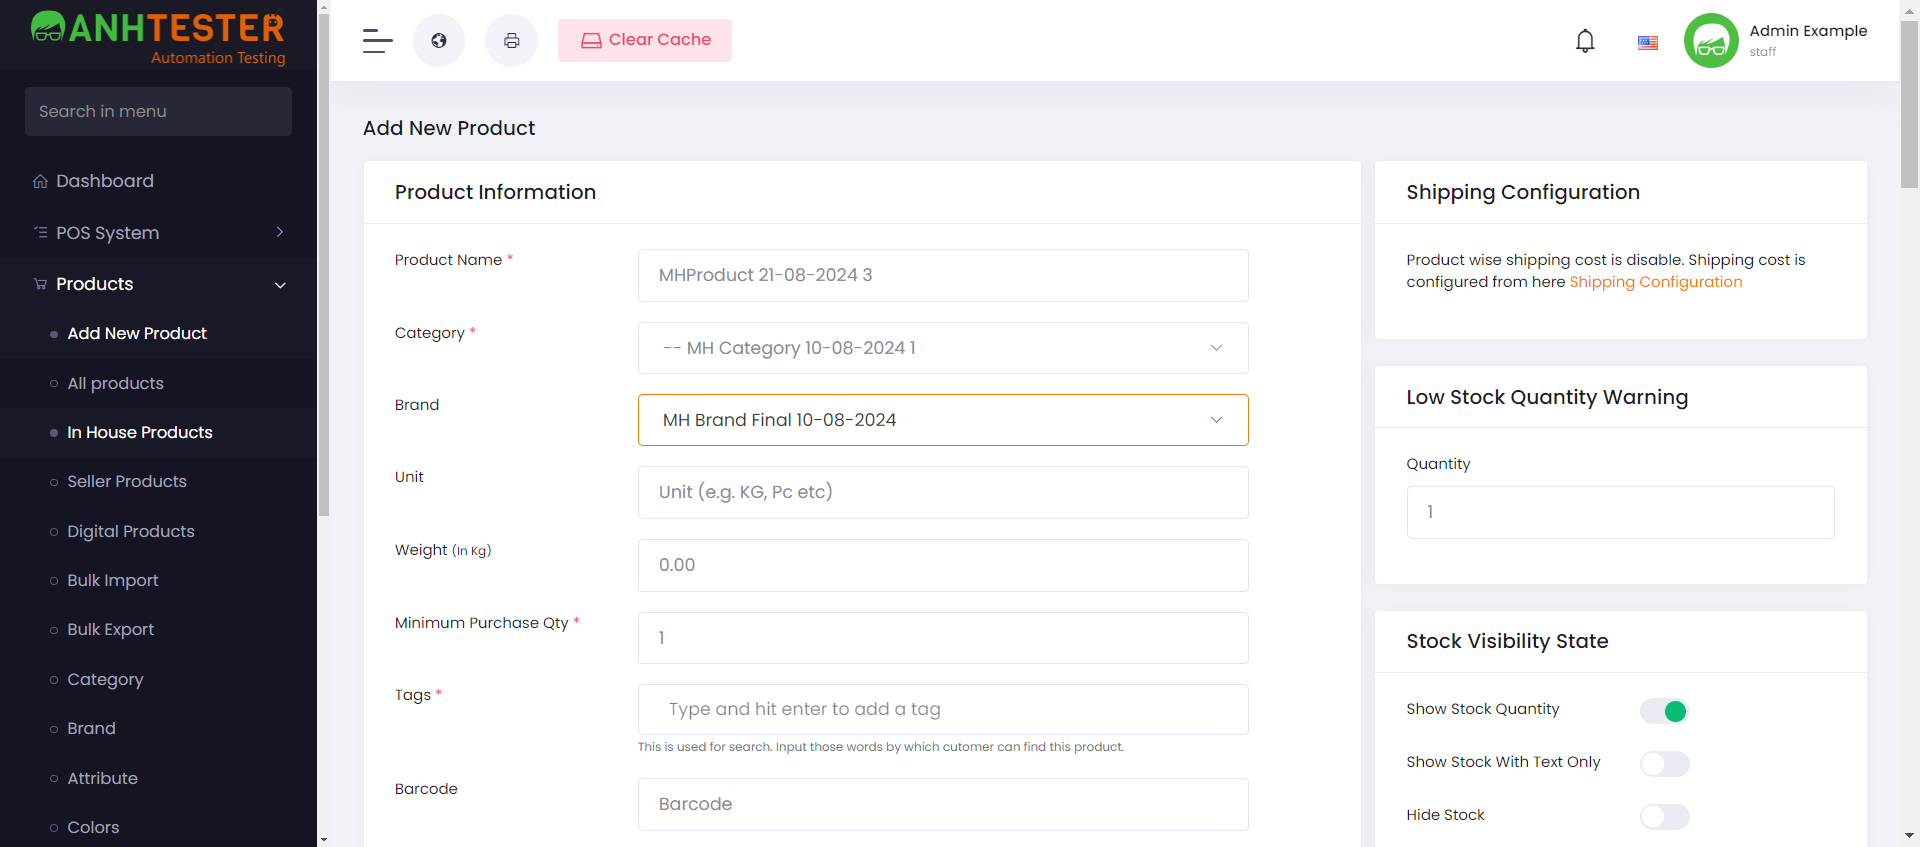 ANHTESTER
Automation Testing
Search in menu
Dashboard
POS System
Products
Add New Product
All products
In House Products
Seller Products
Digital Products
Bulk Import
Bulk Export
Category
Brand
Attribute
Colors
Clear Cache
Admin Example
staff
Add New Product
Product Information
Product Name *
MHProduct 21-08-2024 3
Category *
-- MH Category 10-08-2024 1
Brand
MH Brand Final 10-08-2024
Unit
Unit (e.g. KG, Pc etc)
Weight (In Kg)
0.00
Minimum Purchase Qty *
1
Tags *
Type and hit enter to add a tag
This is used for search. Input those words by which cutomer can find this product.
Barcode
Barcode
Shipping Configuration
Product wise shipping cost is disable. Shipping cost is
configured from here Shipping Configuration
Low Stock Quantity Warning
Quantity
1
Stock Visibility State
Show Stock Quantity
Show Stock With Text Only
Hide Stock